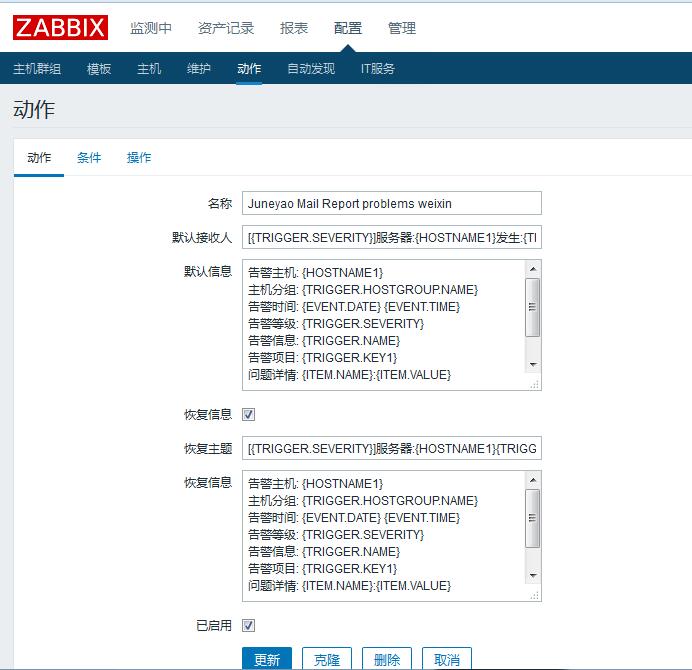 ZABBIX 监测中 资产记录 报表 配置 管理
主机群组 模板 主机 维护 动作 自动发现 IT服务
动作
动作 条件 操作
名称 Juneyao Mail Report problems weixin
默认接收人 [{TRIGGER.SEVERITY}]服务器:{HOSTNAME1}发生:{TI
默认信息 告警主机: {HOSTNAME1}
主机分组: {TRIGGER.HOSTGROUP.NAME}
告警时间: {EVENT.DATE} {EVENT.TIME}
告警等级: {TRIGGER.SEVERITY}
告警信息: {TRIGGER.NAME}
告警项目: {TRIGGER.KEY1}
问题详情: {ITEM.NAME}:{ITEM.VALUE}
恢复信息
恢复主题 [{TRIGGER.SEVERITY}]服务器:{HOSTNAME1}{TRIGG
恢复信息 告警主机: {HOSTNAME1}
主机分组: {TRIGGER.HOSTGROUP.NAME}
告警时间: {EVENT.DATE} {EVENT.TIME}
告警等级: {TRIGGER.SEVERITY}
告警信息: {TRIGGER.NAME}
告警项目: {TRIGGER.KEY1}
问题详情: {ITEM.NAME}:{ITEM.VALUE}
已启用
更新 克隆 删除 取消